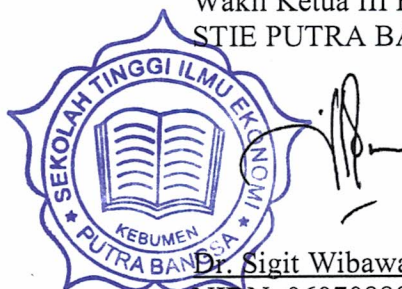 Wakil Ketua III
STIE PUTRA BA
SEKOLAH TINGGI ILMU EKONOMI
KEBUMEN
PUTRA BANGSA
Dr. Sigit Wibawa